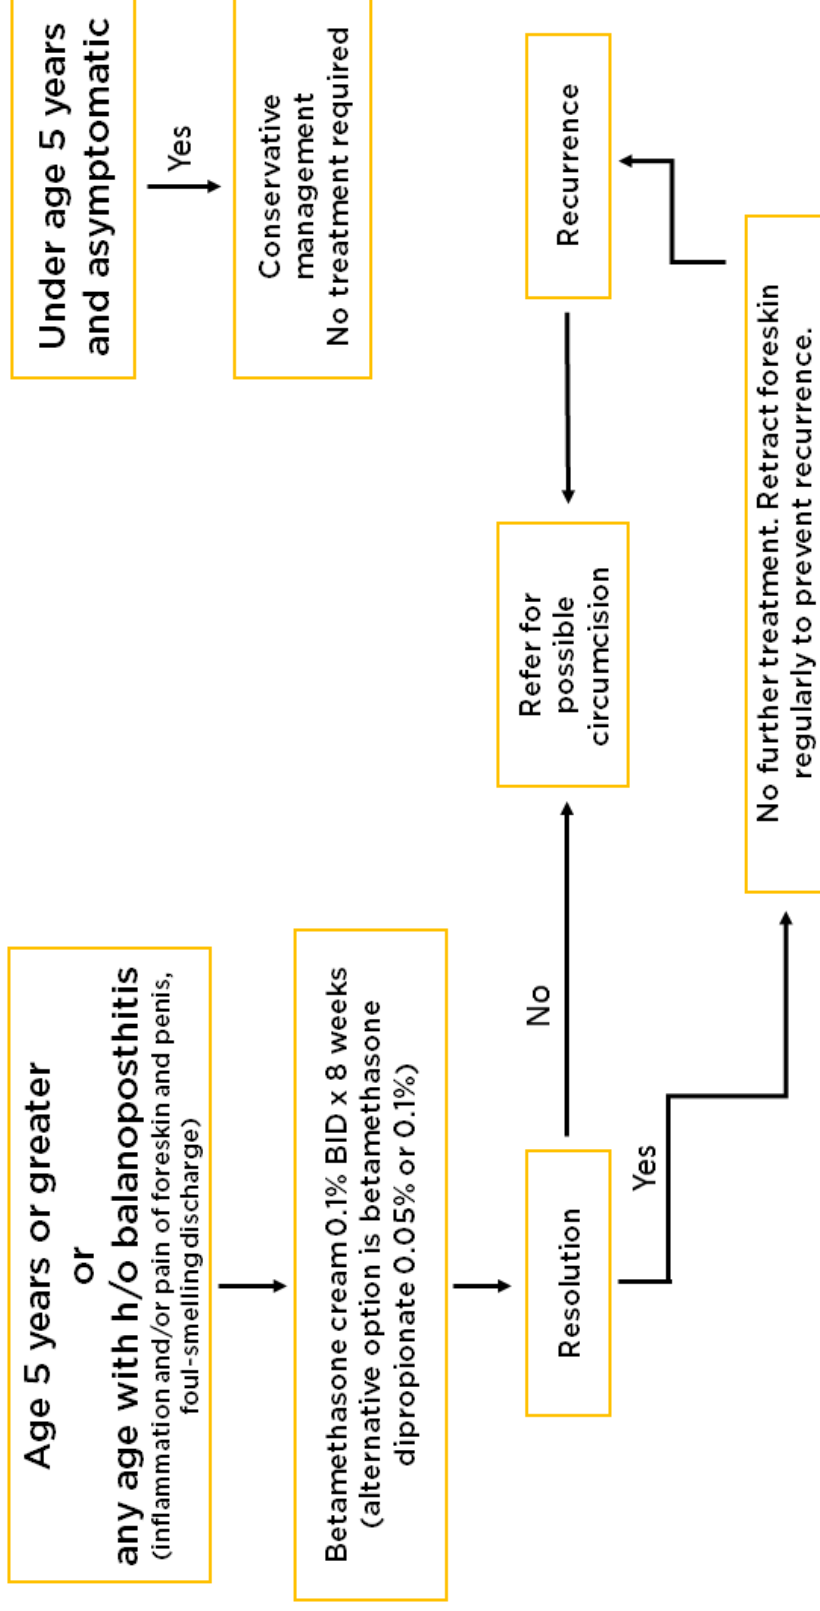 Age 5 years or greater
or
any age with h/o balanoposthitis
(inflammation and/or pain of foreskin and penis,
foul-smelling discharge)
Under age 5 years
and asymptomatic
Yes
Betamethasone cream 0.1% BID x 8 weeks
(alternative option is betamethasone
dipropionate 0.05% or 0.1%)
Conservative
management
No treatment required
Resolution
No
Refer for
possible
circumcision
Recurrence
Yes
No further treatment. Retract foreskin
regularly to prevent recurrence.